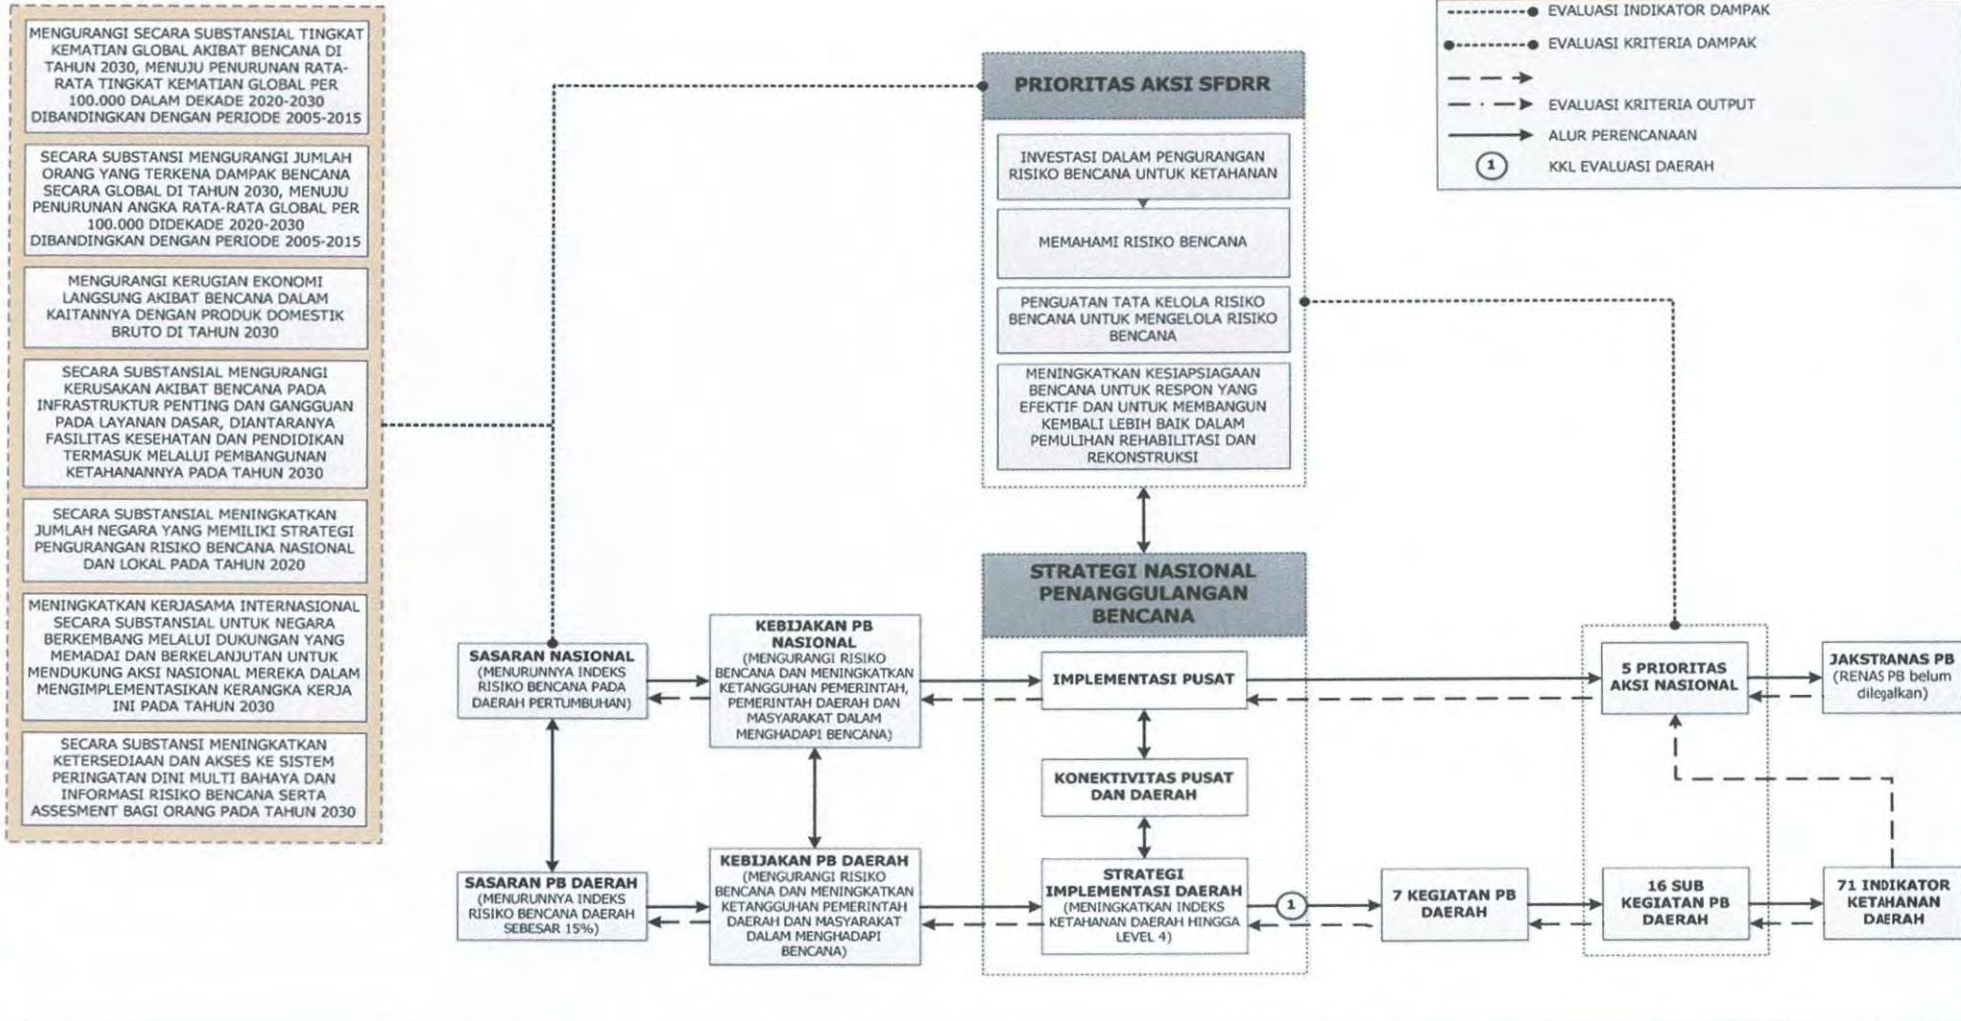 MENGURANGI SECARA SUBSTANSIAL TINGKAT
KEMATIAN GLOBAL AKIBAT BENCANA DI
TAHUN 2030, MENUJU PENURUNAN RATA-
RATA TINGKAT KEMATIAN GLOBAL PER
100.000 DALAM DEKADE 2020-2030
DIBANDINGKAN DENGAN PERIODE 2005-2015
SECARA SUBSTANSI MENGURANGI JUMLAH
ORANG YANG TERKENA DAMPAK BENCANA
SECARA GLOBAL DI TAHUN 2030, MENUJU
PENURUNAN ANGKA RATA-RATA GLOBAL PER
100.000 DIDEKADE 2020-2030
DIBANDINGKAN DENGAN PERIODE 2005-2015
MENGURANGI KERUGIAN EKONOMI
LANGSUNG AKIBAT BENCANA DALAM
KAITANNYA DENGAN PRODUK DOMESTIK
BRUTO DI TAHUN 2030
SECARA SUBSTANSIAL MENGURANGI
KERUSAKAN AKIBAT BENCANA PADA
INFRASTRUKTUR PENTING DAN GANGGUAN
PADA LAYANAN DASAR, DIANTARANYA
FASILITAS KESEHATAN DAN PENDIDIKAN
TERMASUK MELALUI PEMBANGUNAN
KETAHANANNYA PADA TAHUN 2030
SECARA SUBSTANSIAL MENINGKATKAN
JUMLAH NEGARA YANG MEMILIKI STRATEGI
PENGURANGAN RISIKO BENCANA NASIONAL
DAN LOKAL PADA TAHUN 2020
MENINGKATKAN KERJASAMA INTERNASIONAL
SECARA SUBSTANSIAL UNTUK NEGARA
BERKEMBANG MELALUI DUKUNGAN YANG
MEMADAI DAN BERKELANJUTAN UNTUK
MENDUKUNG AKSI NASIONAL MEREKA DALAM
MENGIMPLEMENTASIKAN KERANGKA KERJA
INI PADA TAHUN 2030
SECARA SUBSTANSI MENINGKATKAN
KETERSEDIAAN DAN AKSES KE SISTEM
PERINGATAN DINI MULTI BAHAYA DAN
INFORMASI RISIKO BENCANA SERTA
ASSESMENT BAGI ORANG PADA TAHUN 2030
PRIORITAS AKSI SFDRR
INVESTASI DALAM PENGURANGAN
RISIKO BENCANA UNTUK KETAHANAN
MEMAHAMI RISIKO BENCANA
PENGUATAN TATA KELOLA RISIKO
BENCANA UNTUK MENGELOLA RISIKO
BENCANA
MENINGKATKAN KESIAPSIAGAAN
BENCANA UNTUK RESPON YANG
EFEKTIF DAN UNTUK MEMBANGUN
KEMBALI LEBIH BAIK DALAM
PEMULIHAN REHABILITASI DAN
REKONSTRUKSI
EVALUASI INDIKATOR DAMPAK
EVALUASI KRITERIA DAMPAK
EVALUASI KRITERIA OUTPUT
ALUR PERENCANAAN
1 KKL EVALUASI DAERAH
STRATEGI NASIONAL
PENANGGULANGAN
BENCANA
SASARAN NASIONAL
(MENURUNNYA INDEKS
RISIKO BENCANA PADA
DAERAH PERTUMBUHAN)
KEBIJAKAN PB
NASIONAL
(MENGURANGI RISIKO
BENCANA DAN MENINGKATKAN
KETANGGUHAN PEMERINTAH,
PEMERINTAH DAERAH DAN
MASYARAKAT DALAM
MENGHADAPI BENCANA)
IMPLEMENTASI PUSAT
5 PRIORITAS
AKSI NASIONAL
JAKSTRANAS PB
(RENAS PB belum
dilegalkan)
KONEKTIVITAS PUSAT
DAN DAERAH
SASARAN PB DAERAH
(MENURUNNYA INDEKS
RISIKO BENCANA DAERAH
SEBESAR 15%)
KEBIJAKAN PB DAERAH
(MENGURANGI RISIKO
BENCANA DAN MENINGKATKAN
KETANGGUHAN PEMERINTAH
DAERAH DAN MASYARAKAT
DALAM MENGHADAPI
BENCANA)
STRATEGI
IMPLEMENTASI DAERAH
(MENINGKATKAN INDEKS
KETAHANAN DAERAH HINGGA
LEVEL 4)
1
7 KEGIATAN PB
DAERAH
16 SUB
KEGIATAN PB
DAERAH
71 INDIKATOR
KETAHANAN
DAERAH